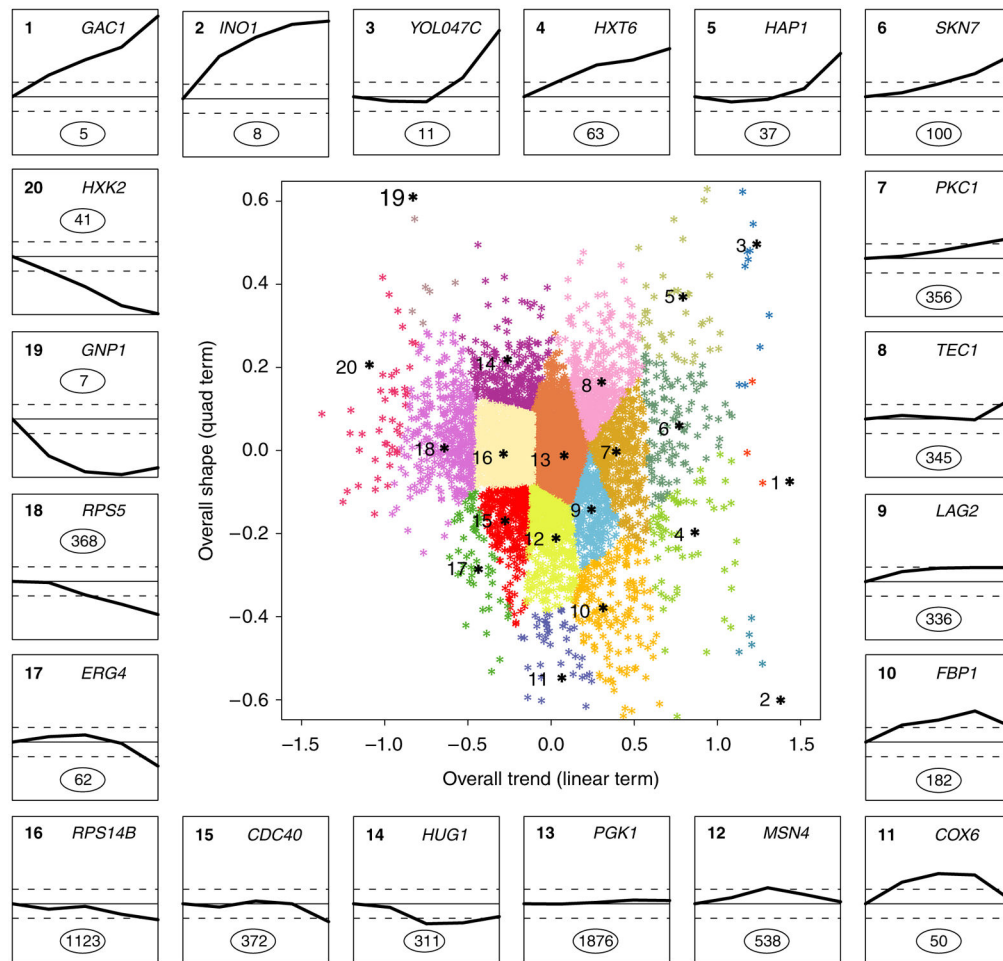 1 GAC1
5
2 INO1
8
3 YOL047C
11
4 HXT6
63
5 HAP1
37
6 SKN7
100
20 HXK2
41
7 PKC1
356
19 GNP1
7
8 TEC1
345
18 RPS5
368
9 LAG2
336
17 ERG4
62
10 FBP1
182
16 RPS14B
1123
15 CDC40
372
14 HUG1
311
13 PGK1
1876
12 MSN4
538
11 COX6
50
Overall shape (quad term)
0.6
0.4
0.2
0.0
−0.2
−0.4
−0.6
19
3
5
14
20
8
6
18
16
13
7
1
15
9
12
4
17
10
11
2
−1.5 −1.0 −0.5 0.0 0.5 1.0 1.5
Overall trend (linear term)